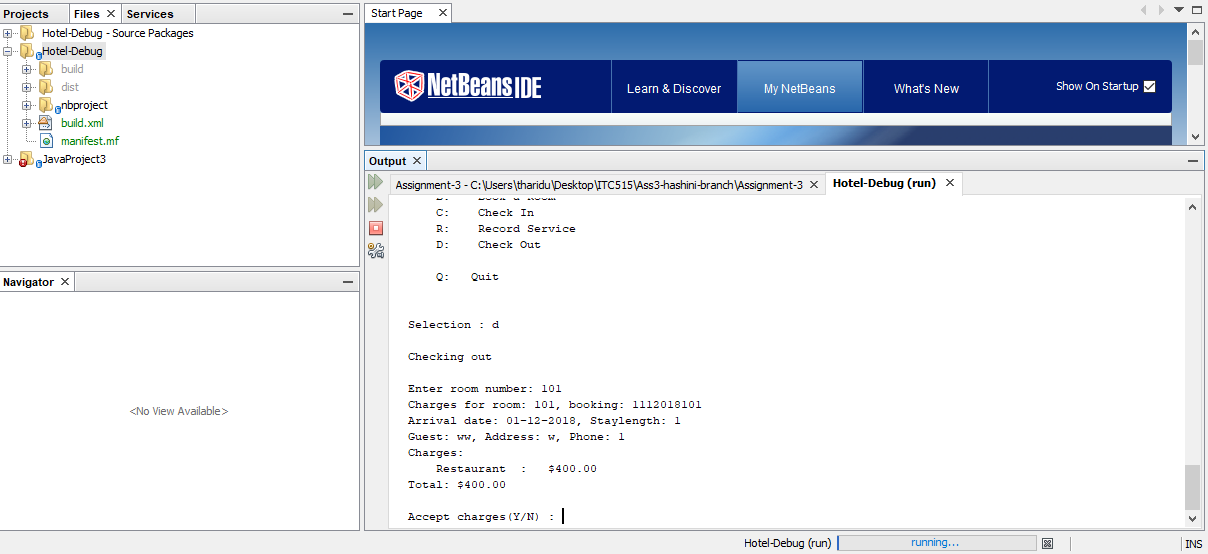 Projects
Files
Services
Hotel-Debug - Source Packages
Hotel-Debug
build
dist
nbproject
build.xml
manifest.mf
JavaProject3
Navigator
<No View Available>
Start Page
NetBeans IDE
Learn & Discover
My NetBeans
What's New
Show On Startup
Output
Assignment-3 - C:\Users\tharidu\Desktop\ITC515\Ass3-hashini-branch\Assignment-3
Hotel-Debug (run)
B: Book a Room
C: Check In
R: Record Service
D: Check Out
Q: Quit
Selection : d
Checking out
Enter room number: 101
Charges for room: 101, booking: 1112018101
Arrival date: 01-12-2018, Staylength: 1
Guest: ww, Address: w, Phone: 1
Charges:
Restaurant : $400.00
Total: $400.00
Accept charges(Y/N) :
Hotel-Debug (run)
running...
INS